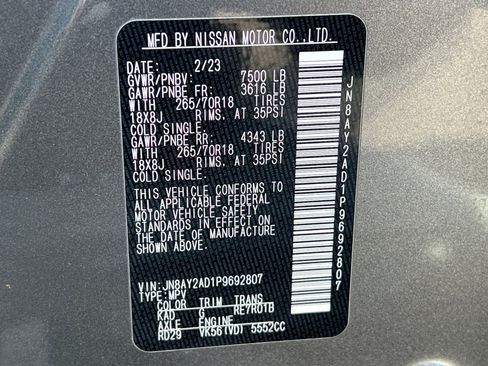 MFD BY NISSAN MOTOR CO.,LTD.
DATE: 2/23
GVWR/PNBV: 7500 LB
GAWR/PNBE FR: 3616 LB
WITH 265/70R18 TIRES
18X8J RIMS. AT 35PSI
COLD SINGLE.
GAWR/PNBE RR: 4343 LB
WITH 265/70R18 TIRES
18X8J RIMS. AT 35PSI
COLD SINGLE.
THIS VEHICLE CONFORMS TO
ALL APPLICABLE FEDERAL
MOTOR VEHICLE SAFETY
STANDARDS IN EFFECT ON
THE DATE OF MANUFACTURE
SHOWN ABOVE.
VIN: JN8AY2AD1P9692807
TYPE: MPV
COLOR TRIM TRANS
KAD G RE7R01B
AXLE ENGINE
RD29 VK56(VD) 5552CC
JN8AY2AD1P9692807